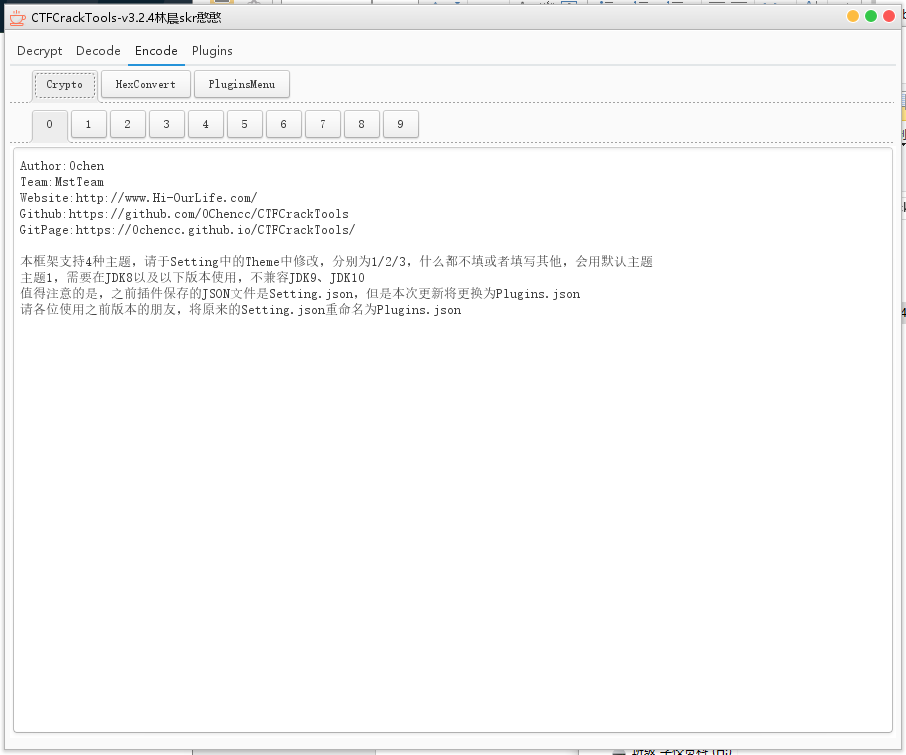 CTFCrackTools-v3.2.4林晨skr憨憨
Decrypt Decode Encode Plugins
Crypto HexConvert PluginsMenu
0 1 2 3 4 5 6 7 8 9
Author:0chen
Team:MstTeam
Website:http://www.Hi-OurLife.com/
Github:https://github.com/0Chencc/CTFCrackTools
GitPage:https://0chencc.github.io/CTFCrackTools/
本框架支持4种主题，请于Setting中的Theme中修改，分别为1/2/3，什么都不填或者填写其他，会用默认主题
主题1，需要在JDK8以及以下版本使用，不兼容JDK9、JDK10
值得注意的是，之前插件保存的JSON文件是Setting.json，但是本次更新将更换为Plugins.json
请各位使用之前版本的朋友，将原来的Setting.json重命名为Plugins.json